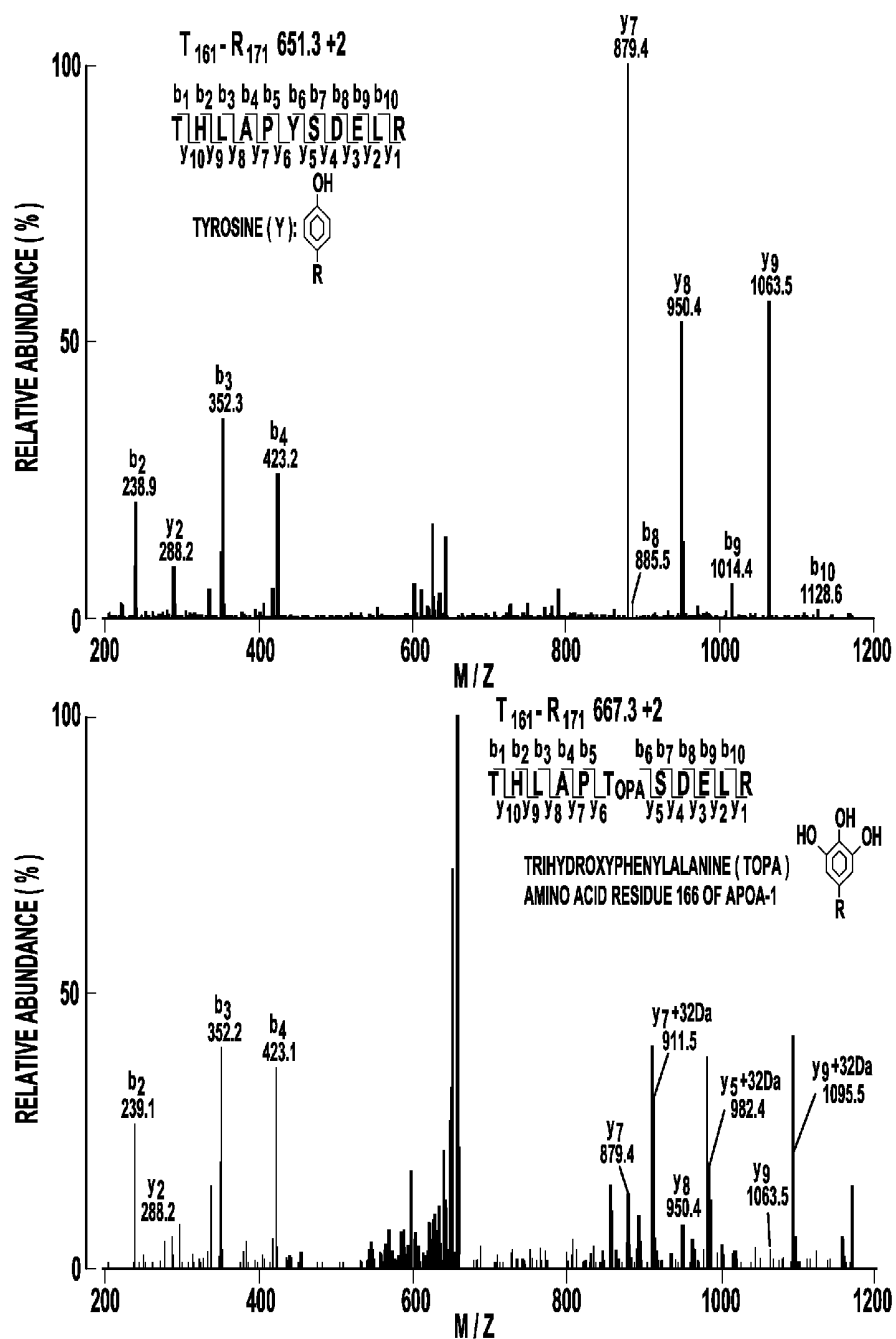 T161- R171 651.3 +2
b1 b2 b3 b4 b5 b6 b7 b8 b9 b10
THLAPYSDELR
y10 y9 y8 y7 y6 y5 y4 y3 y2 y1
OH
TYROSINE ( Y ):
R
RELATIVE ABUNDANCE ( % )
100
50
0
b2
238.9
y2
288.2
b3
352.3
b4
423.2
y7
879.4
b8
885.5
y8
950.4
b9
1014.4
y9
1063.5
b10
1128.6
200 400 600 800 1000 1200
M / Z
T161- R171 667.3 +2
b1 b2 b3 b4 b5 b6 b7 b8 b9 b10
THLAPTOPASDELR
y10 y9 y8 y7 y6 y5 y4 y3 y2 y1
HO OH OH
TRIHYDROXYPHENYLALANINE ( TOPA )
AMINO ACID RESIDUE 166 OF APOA-1
R
RELATIVE ABUNDANCE ( % )
100
50
0
b2
239.1
y2
288.2
b3
352.2
b4
423.1
y7
879.4
y7+32Da
911.5
y8
950.4
y5+32Da
982.4
y9
1063.5
y9+32Da
1095.5
200 400 600 800 1000 1200
M / Z